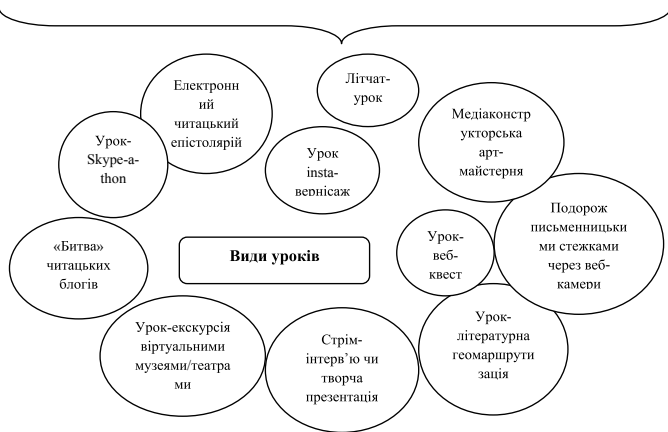 Електронн
ий
читацький
епістолярій
Літчат-
урок
Медіаконстр
укторська
арт-
майстерня
Урок-
Skype-a-
thon
Урок
insta-
вернісаж
Подорож
письменницьки
ми стежками
через веб-
камери
«Битва»
читацьких
блогів
Види уроків
Урок-
веб-
квест
Урок-екскурсія
віртуальними
музеями/театра
ми
Стрім-
інтерв’ю чи
творча
презентація
Урок-
літературна
геомаршрути
зація